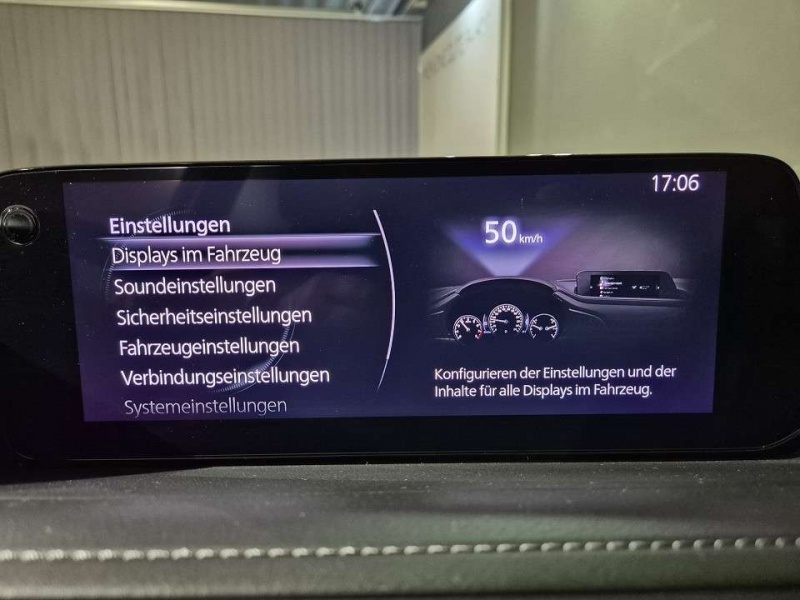 17:06
Einstellungen
Displays im Fahrzeug
Soundeinstellungen
Sicherheitseinstellungen
Fahrzeugeinstellungen
Verbindungseinstellungen
Systemeinstellungen
50 km/h
Konfigurieren der Einstellungen und der
Inhalte für alle Displays im Fahrzeug.